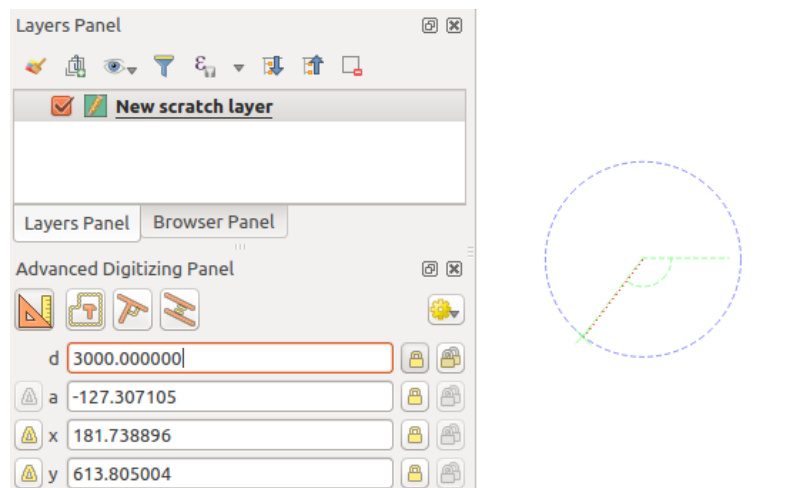 Layers Panel
New scratch layer
Layers Panel
Browser Panel
Advanced Digitizing Panel
d 3000.000000
a -127.307105
x 181.738896
y 613.805004